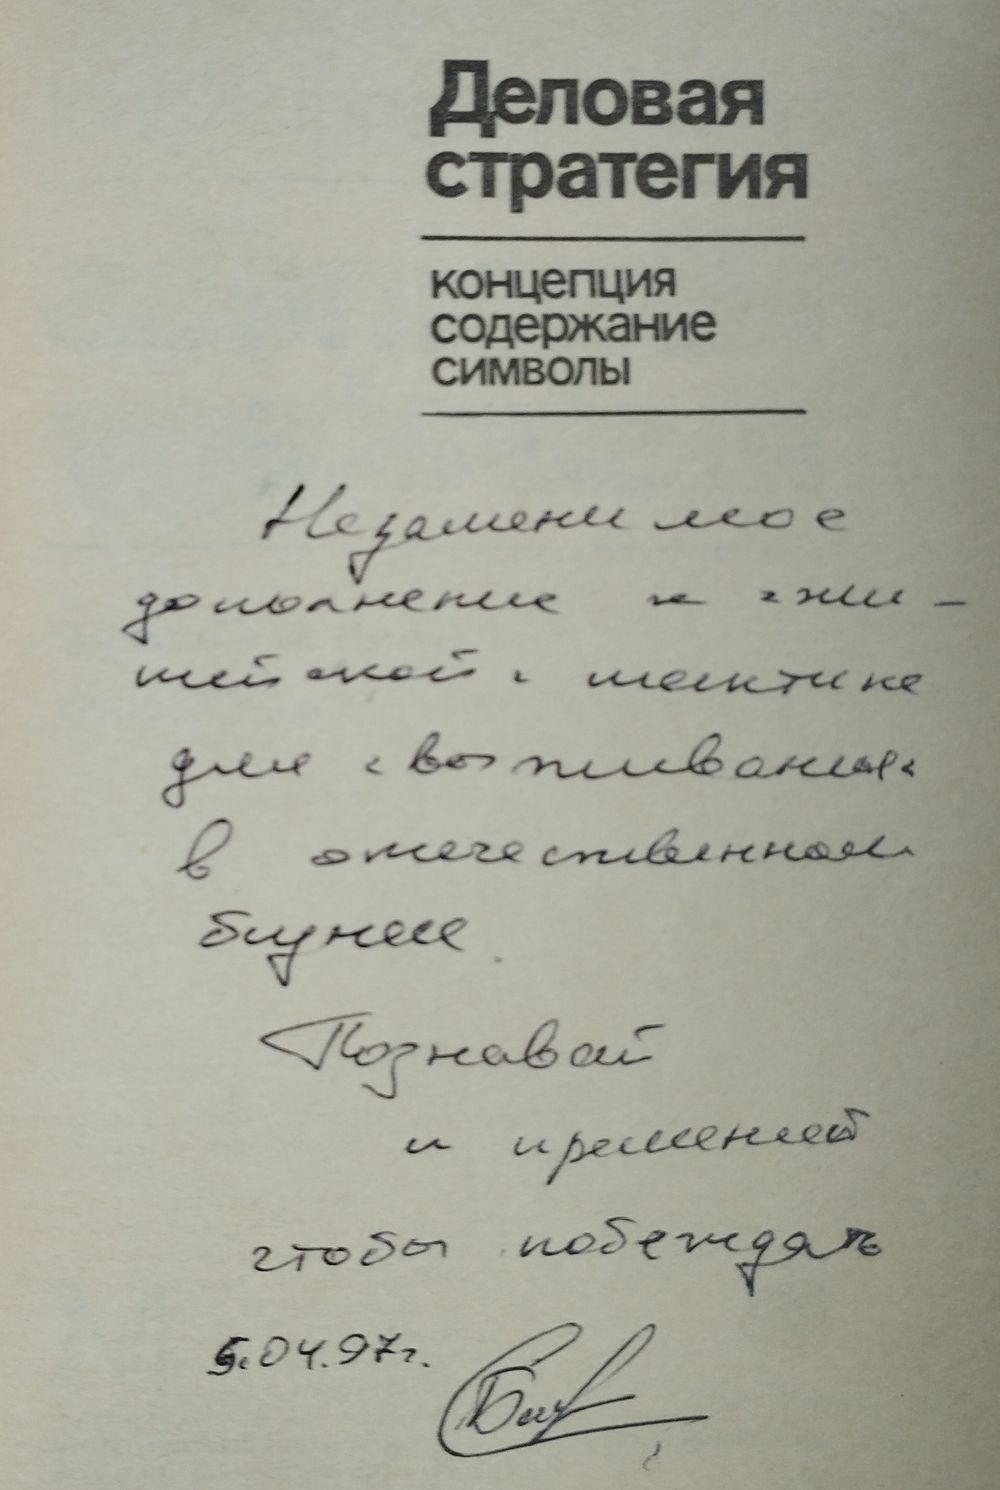 Деловая
стратегия
концепция
содержание
символы
Незаменимое
дополнение к "жи-
тейской" тактике
для "выживания"
в отечественном
бизнесе.
Познавай
и применяй
чтобы побеждать
5.04.97г.